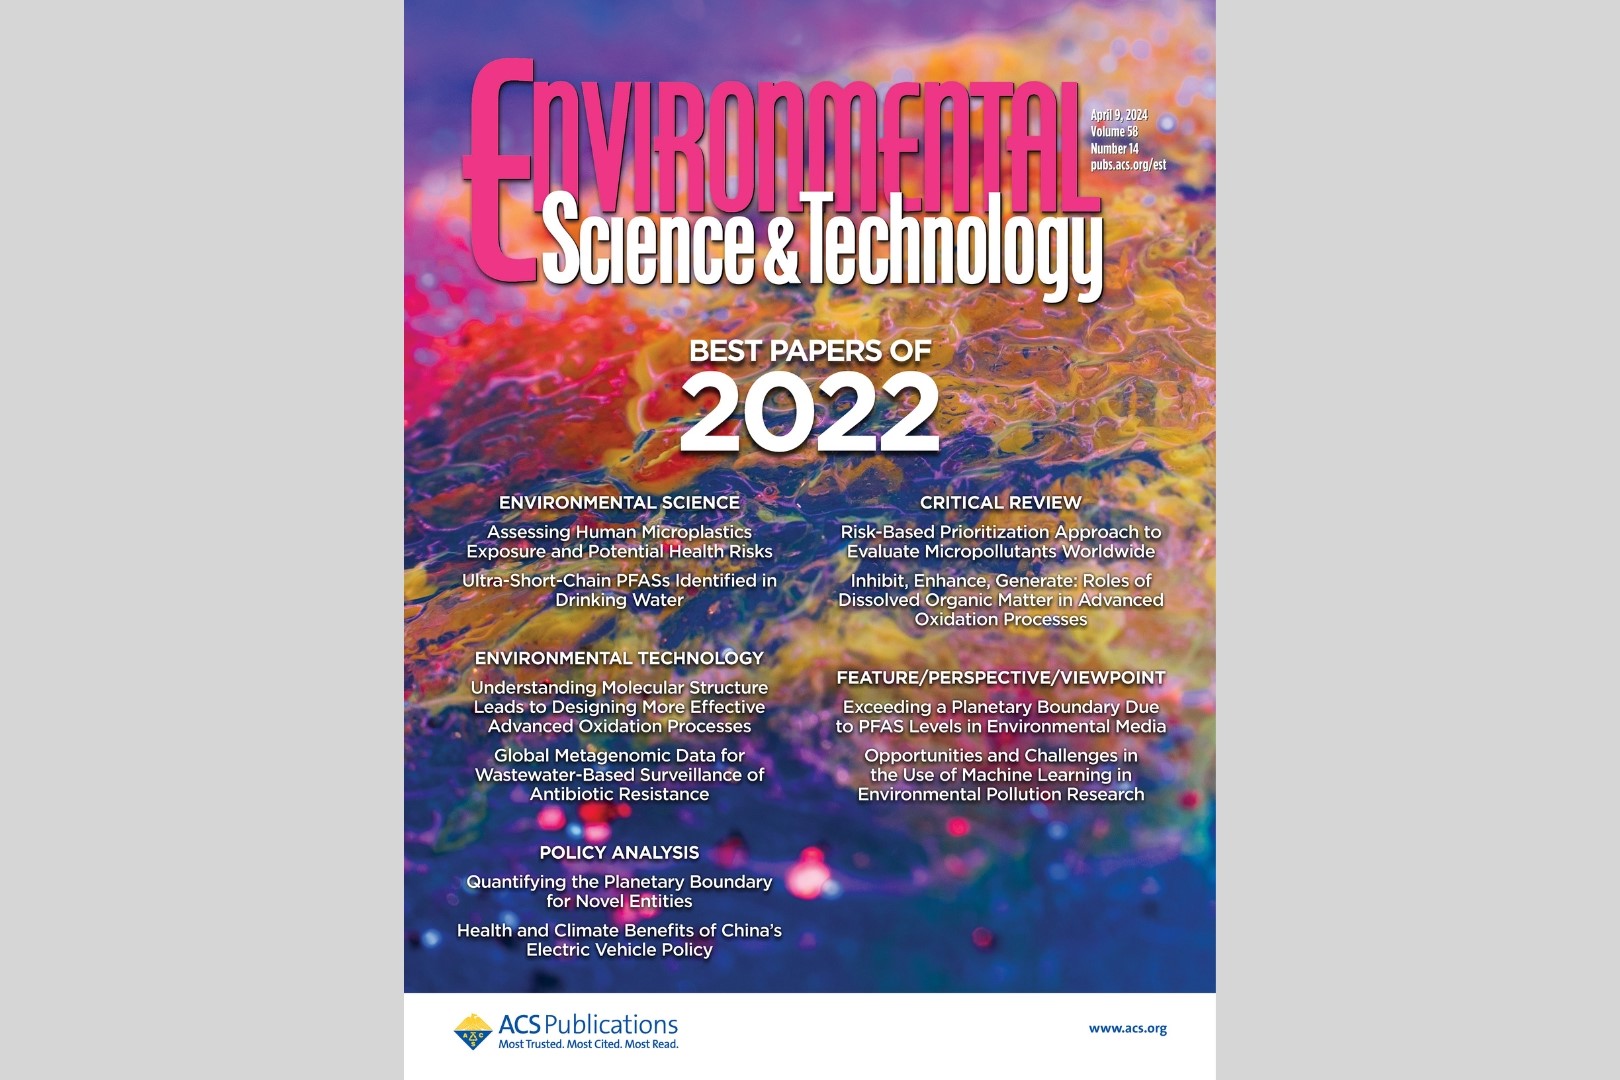 ENVIRONMENTAL
Science & Technology
April 9, 2024
Volume 58
Number 14
pubs.acs.org/est
BEST PAPERS OF
2022
ENVIRONMENTAL SCIENCE
Assessing Human Microplastics
Exposure and Potential Health Risks
Ultra-Short-Chain PFASs Identified in
Drinking Water
ENVIRONMENTAL TECHNOLOGY
Understanding Molecular Structure
Leads to Designing More Effective
Advanced Oxidation Processes
Global Metagenomic Data for
Wastewater-Based Surveillance of
Antibiotic Resistance
POLICY ANALYSIS
Quantifying the Planetary Boundary
for Novel Entities
Health and Climate Benefits of China’s
Electric Vehicle Policy
CRITICAL REVIEW
Risk-Based Prioritization Approach to
Evaluate Micropollutants Worldwide
Inhibit, Enhance, Generate: Roles of
Dissolved Organic Matter in Advanced
Oxidation Processes
FEATURE/PERSPECTIVE/VIEWPOINT
Exceeding a Planetary Boundary Due
to PFAS Levels in Environmental Media
Opportunities and Challenges in
the Use of Machine Learning in
Environmental Pollution Research
ACS
ACS Publications
Most Trusted. Most Cited. Most Read.
www.acs.org